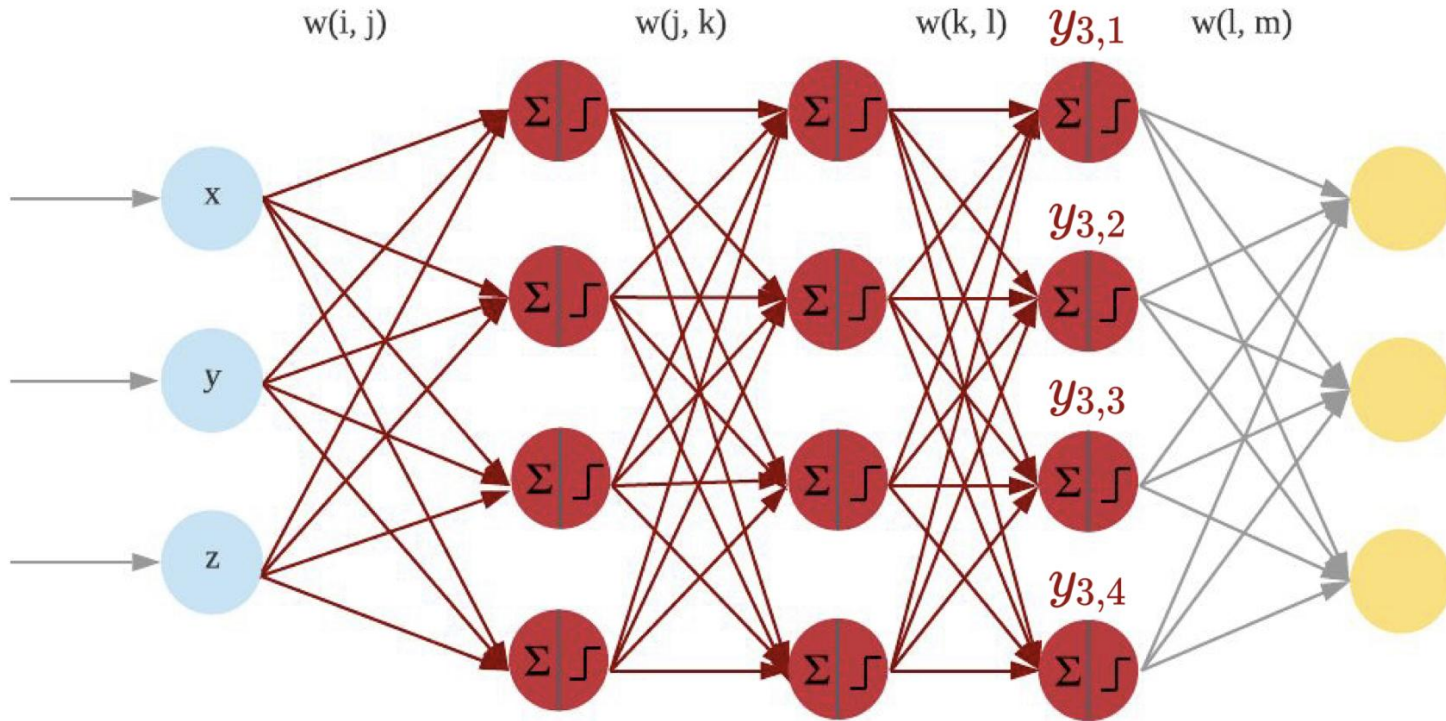 w(i, j) w(j, k) w(k, l) y3,1 w(l, m)
Σ Σ Σ
x
y3,2
Σ Σ Σ
y
y3,3
Σ Σ Σ
z
y3,4
Σ Σ Σ